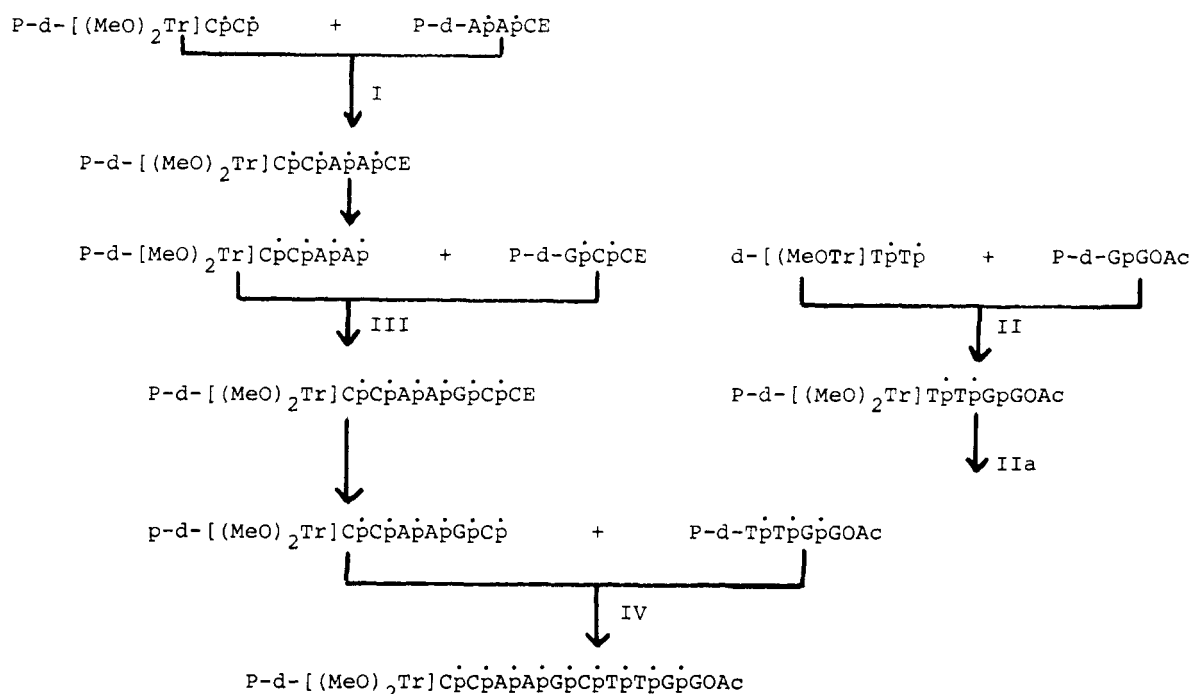 P-d-[(MeO)₂Tr]CṗCṗ + P-d-AṗAṗCE
I
P-d-[(MeO)₂Tr]CṗCṗAṗAṗCE
P-d-[MeO)₂Tr]CṗCṗAṗAṗ + P-d-GṗCṗCE d-[(MeOTr]TṗTṗ + P-d-GpGOAc
III II
P-d-[(MeO)₂Tr]CṗCṗAṗAṗGṗCṗCE P-d-[(MeO)₂Tr]TṗTṗGpGOAc
IIa
p-d-[(MeO)₂Tr]CṗCṗAṗAṗGṗCṗ + P-d-TṗTṗGṗGOAc
IV
P-d-[(MeO)₂Tr]CṗCṗAṗAṗGṗCṗTṗTṗGṗGOAc